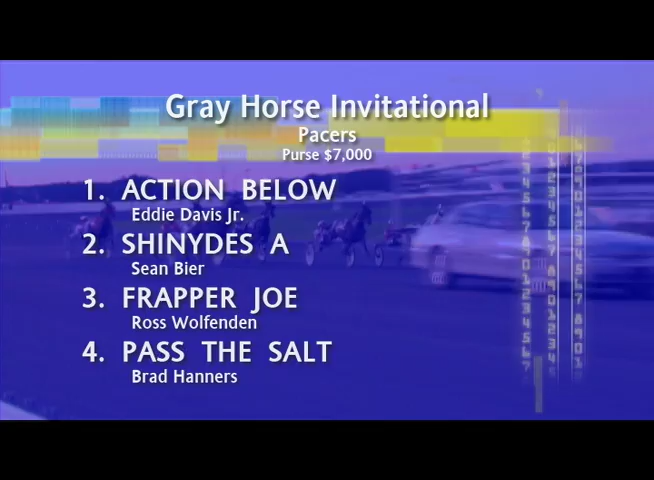 Gray Horse Invitational
Pacers
Purse $7,000
1. ACTION BELOW
Eddie Davis Jr.
2. SHINYDES A
Sean Bier
3. FRAPPER JOE
Ross Wolfenden
4. PASS THE SALT
Brad Hanners